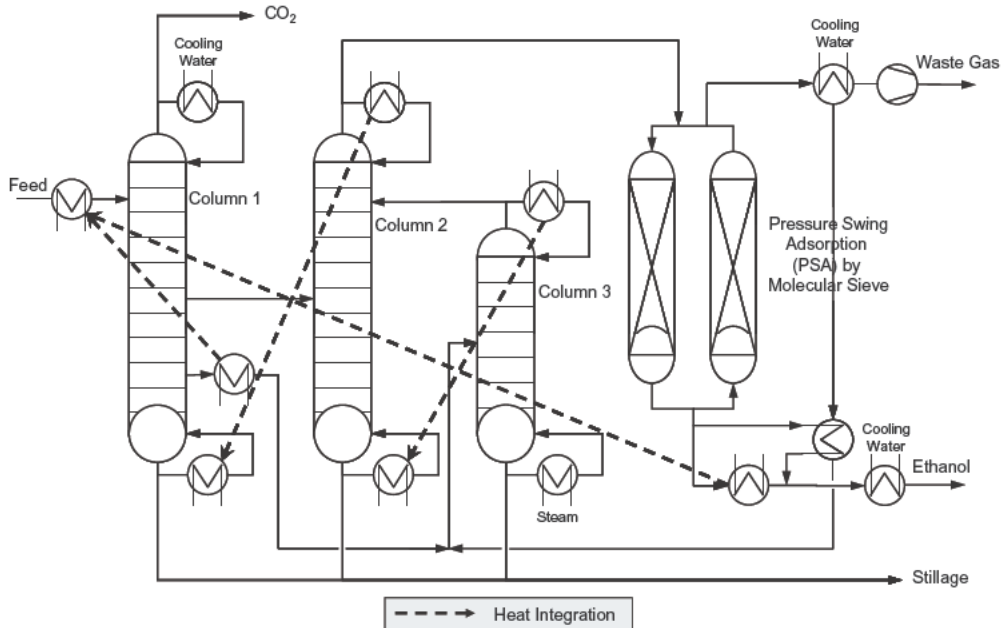 CO2
Cooling
Water
Cooling
Water
Waste Gas
Feed
Column 1
Column 2
Column 3
Pressure Swing
Adsorption
(PSA) by
Molecular Sieve
Cooling
Water
Ethanol
Steam
Stillage
Heat Integration